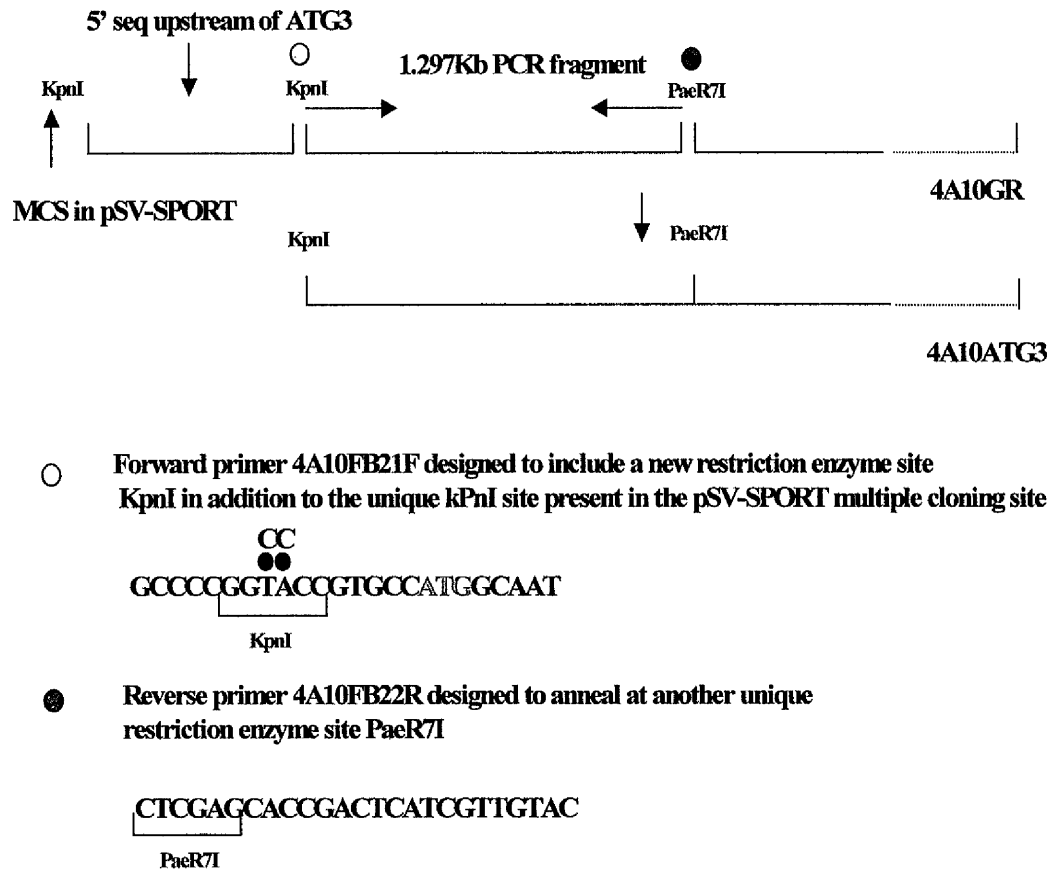 5' seq upstream of ATG3
1.297Kb PCR fragment
KpnI
KpnI
PaeR7I
4A10GR
MCS in pSV-SPORT
KpnI
PaeR7I
4A10ATG3
Forward primer 4A10FB21F designed to include a new restriction enzyme site
KpnI in addition to the unique kPnI site present in the pSV-SPORT multiple cloning site
CC
GCCCCGGTACCGTGCCATGGCAAT
KpnI
Reverse primer 4A10FB22R designed to anneal at another unique
restriction enzyme site PaeR7I
CTCGAGCACCGACTCATCGTTGTAC
PaeR7I